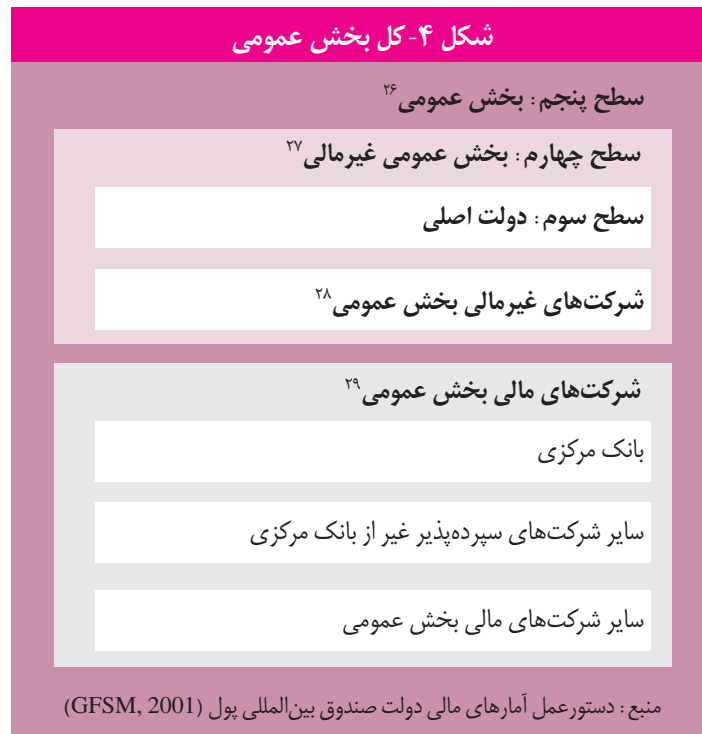 شکل ۴- کل بخش عمومی
سطح پنجم: بخش عمومی۲۶
سطح چهارم: بخش عمومی غیرمالی۲۷
سطح سوم: دولت اصلی
شرکت‌های غیرمالی بخش عمومی۲۸
شرکت‌های مالی بخش عمومی۲۹
بانک مرکزی
سایر شرکت‌های سپرده‌پذیر غیر از بانک مرکزی
سایر شرکت‌های مالی بخش عمومی
منبع: دستورعمل آمارهای مالی دولت صندوق بین‌المللی پول (GFSM, 2001)